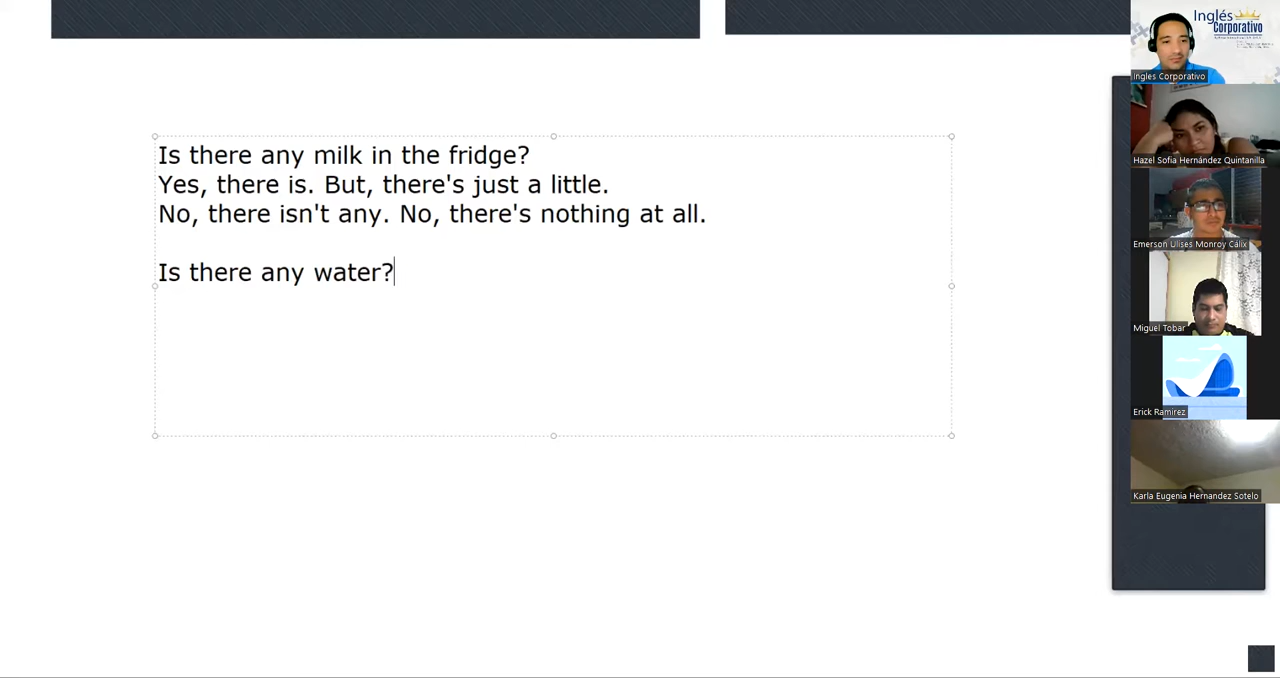 Is there any milk in the fridge?
Yes, there is. But, there's just a little.
No, there isn't any. No, there's nothing at all.
Is there any water?
Inglés
Corporativo
Ingles Corporativo
Hazel Sofia Hernández Quintanilla
Emerson Ulises Monroy Cálix
Miguel Tobar
Erick Ramirez
Karla Eugenia Hernandez Sotelo